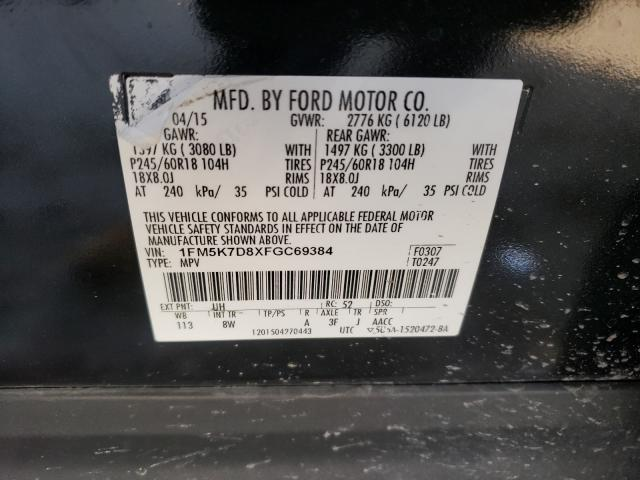 MFD. BY FORD MOTOR CO.
04/15 GVWR: 2776 KG ( 6120 LB)
GAWR: REAR GAWR:
1397 KG ( 3080 LB) WITH 1497 KG ( 3300 LB) WITH
P245/60R18 104H TIRES P245/60R18 104H TIRES
18X8.0J RIMS 18X8.0J RIMS
AT 240 kPa/ 35 PSI COLD AT 240 kPa/ 35 PSI COLD
THIS VEHICLE CONFORMS TO ALL APPLICABLE FEDERAL MOTOR
VEHICLE SAFETY STANDARDS IN EFFECT ON THE DATE OF
MANUFACTURE SHOWN ABOVE.
VIN: 1FM5K7D8XFGC69384 F0307
TYPE: MPV T0247
EXT PNT: UH RC: 52 DSO:
WB INT TR TP/PS R AXLE TR SPR
113 8W A 3F J AACC
1201504270443 UTC